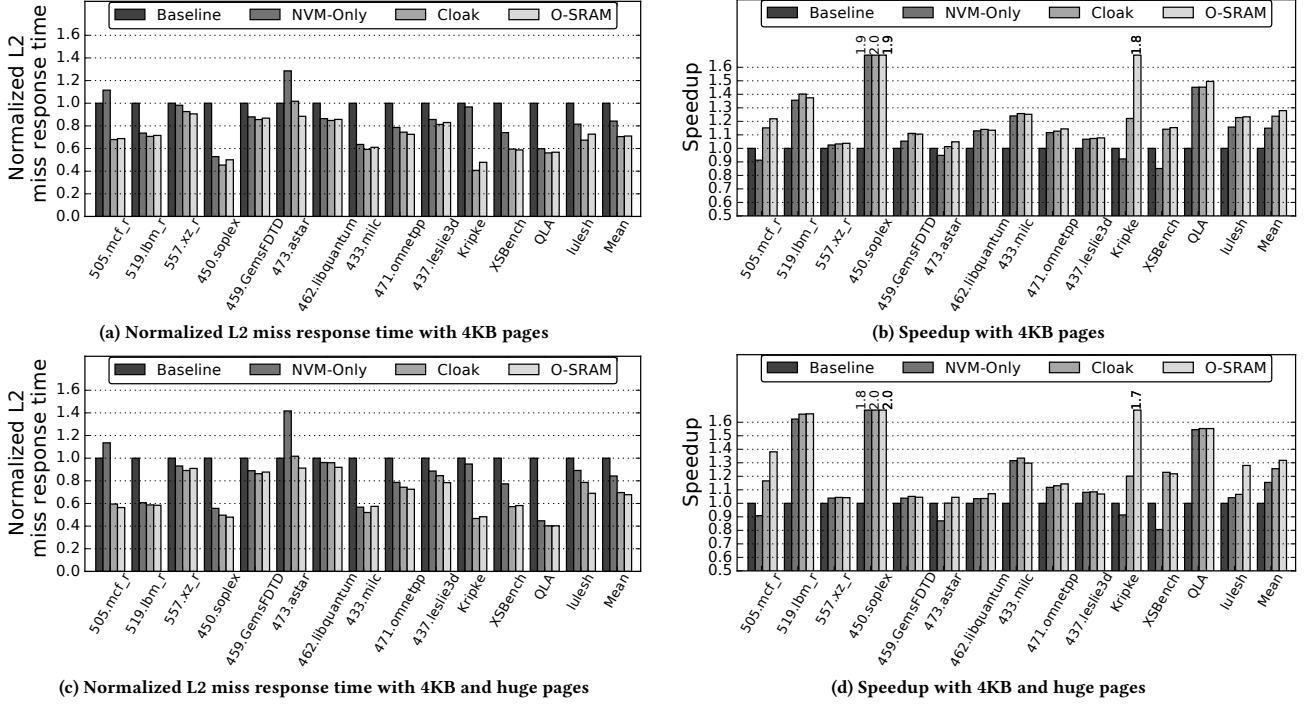 Baseline NVM-Only Cloak O-SRAM
Normalized L2
miss response time
1.6
1.4
1.2
1.0
0.8
0.6
0.4
0.2
0.0
505.mcf_r 519.lbm_r 557.xz_r 450.soplex 459.GemsFDTD 473.astar 462.libquantum 433.milc 471.omnetpp 437.leslie3d Kripke XSBench QLA lulesh Mean
(a) Normalized L2 miss response time with 4KB pages
Baseline NVM-Only Cloak O-SRAM
1.9 2.0 1.9 1.8
Speedup
1.6
1.5
1.4
1.3
1.2
1.1
1.0
0.9
0.8
0.7
0.6
0.5
505.mcf_r 519.lbm_r 557.xz_r 450.soplex 459.GemsFDTD 473.astar 462.libquantum 433.milc 471.omnetpp 437.leslie3d Kripke XSBench QLA lulesh Mean
(b) Speedup with 4KB pages
Baseline NVM-Only Cloak O-SRAM
Normalized L2
miss response time
1.6
1.4
1.2
1.0
0.8
0.6
0.4
0.2
0.0
505.mcf_r 519.lbm_r 557.xz_r 450.soplex 459.GemsFDTD 473.astar 462.libquantum 433.milc 471.omnetpp 437.leslie3d Kripke XSBench QLA lulesh Mean
(c) Normalized L2 miss response time with 4KB and huge pages
Baseline NVM-Only Cloak O-SRAM
1.8 2.0 2.0 1.7
Speedup
1.6
1.5
1.4
1.3
1.2
1.1
1.0
0.9
0.8
0.7
0.6
0.5
505.mcf_r 519.lbm_r 557.xz_r 450.soplex 459.GemsFDTD 473.astar 462.libquantum 433.milc 471.omnetpp 437.leslie3d Kripke XSBench QLA lulesh Mean
(d) Speedup with 4KB and huge pages